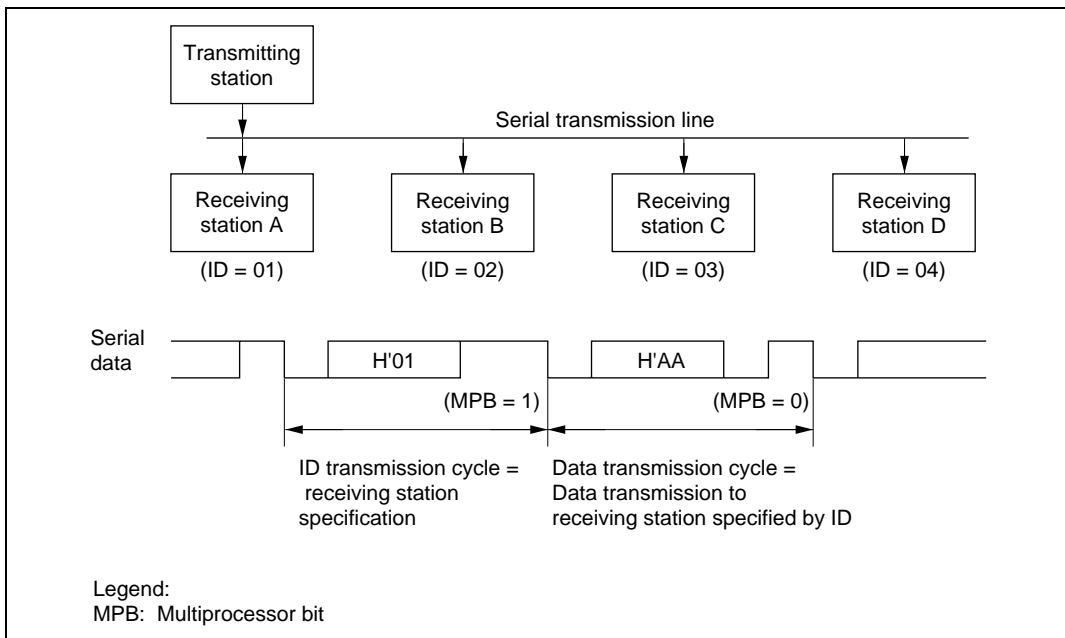 Transmitting
station
Serial transmission line
Receiving
station A
Receiving
station B
Receiving
station C
Receiving
station D
(ID = 01)
(ID = 02)
(ID = 03)
(ID = 04)
Serial
data
H'01
H'AA
(MPB = 1)
(MPB = 0)
ID transmission cycle =
receiving station
specification
Data transmission cycle =
Data transmission to
receiving station specified by ID
Legend:
MPB: Multiprocessor bit